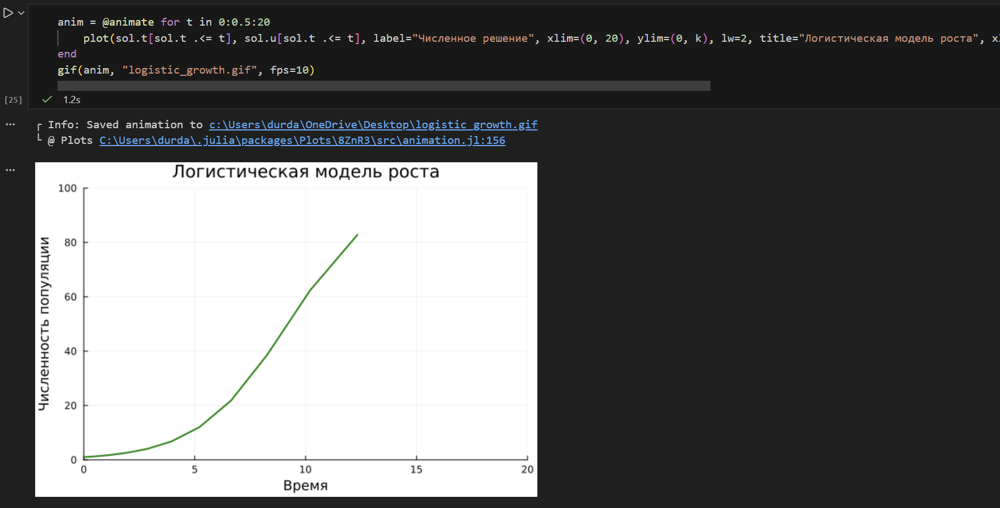 anim = @animate for t in 0:0.5:20
plot(sol.t[sol.t .<= t], sol.u[sol.t .<= t], label="Численное решение", xlim=(0, 20), ylim=(0, k), lw=2, title="Логистическая модель роста",
end
gif(anim, "logistic_growth.gif", fps=10)
[25]
1.2s
Info: Saved animation to c:\Users\durda\OneDrive\Desktop\logistic_growth.gif
@ Plots C:\Users\durda\.julia\packages\Plots\8ZnR3\src\animation.jl:156
Логистическая модель роста
100
80
60
40
20
0
Численность популяции
0 5 10 15 20
Время